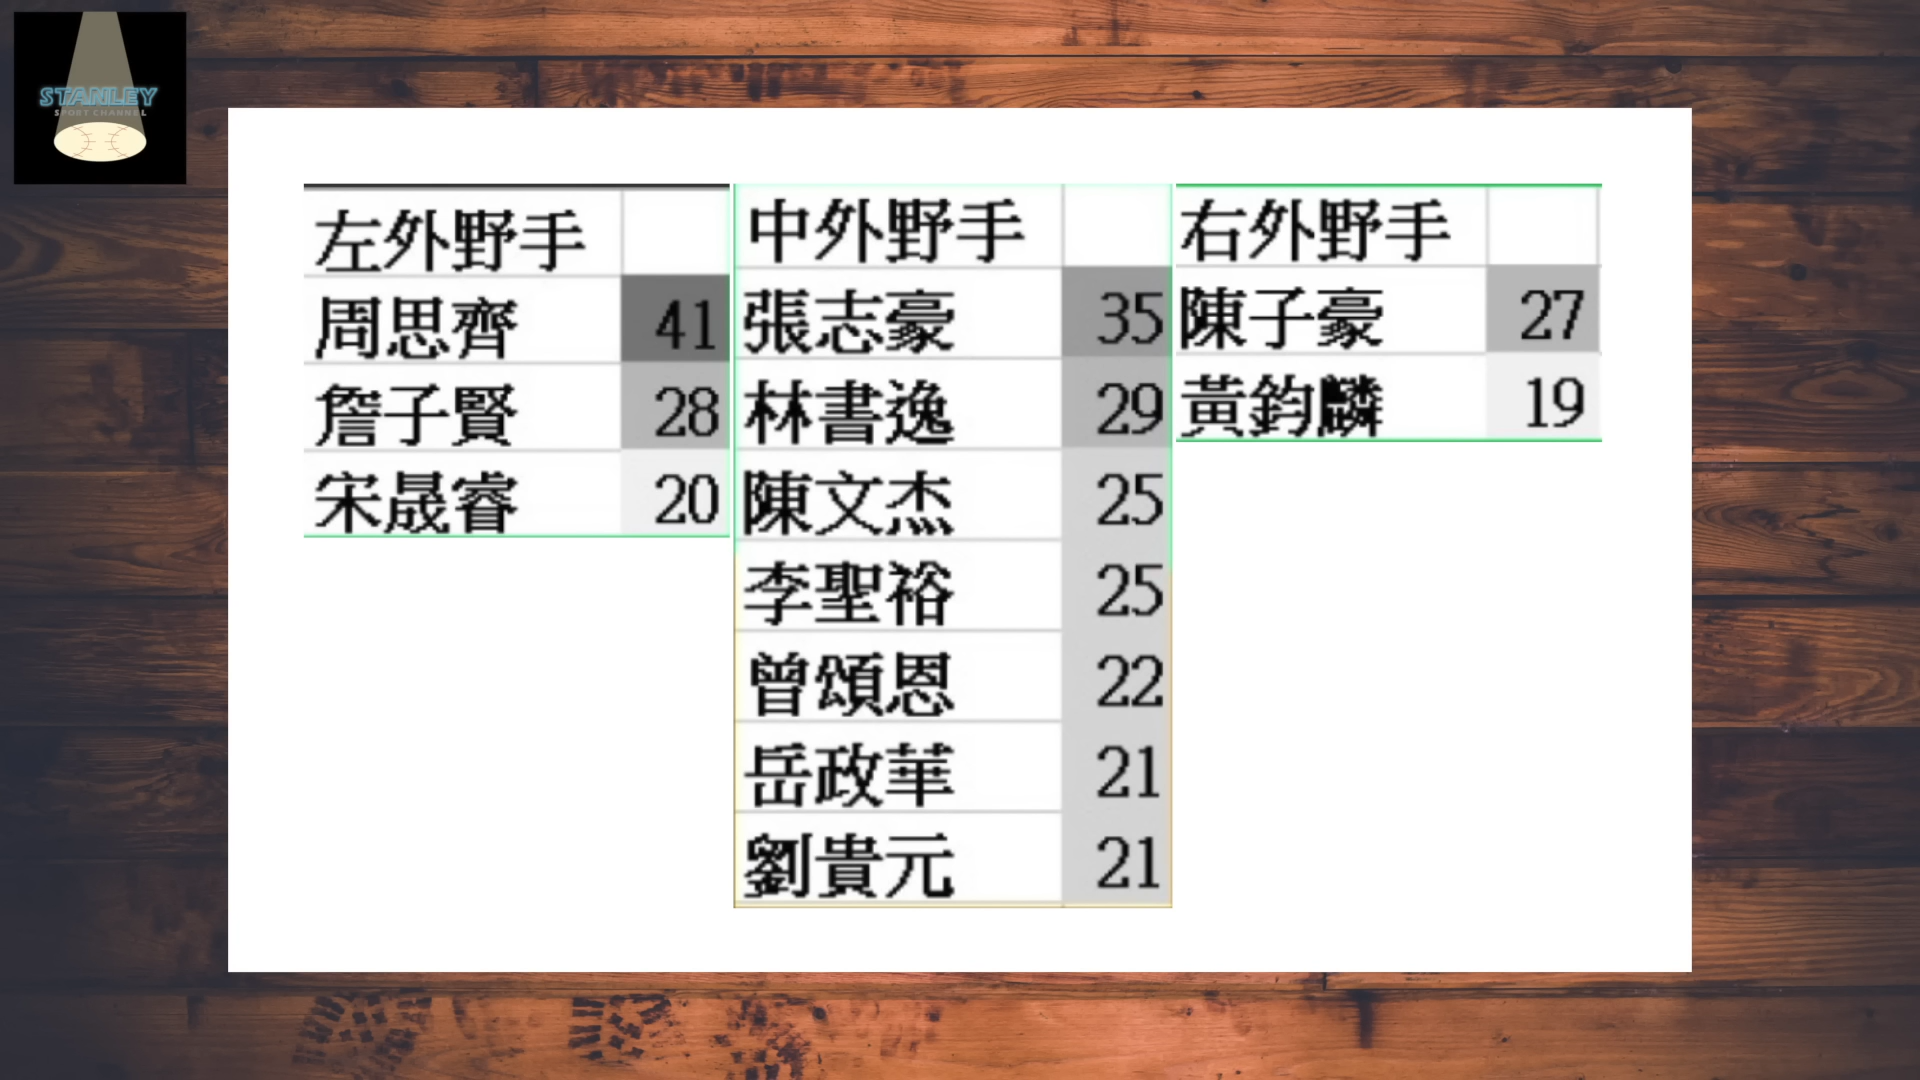 STANLEY
SPORT CHANNEL
左外野手
周思齊 41
詹子賢 28
宋晟睿 20
中外野手
張志豪 35
林書逸 29
陳文杰 25
李聖裕 25
曾頌恩 22
岳政華 21
劉貴元 21
右外野手
陳子豪 27
黃鈞麟 19